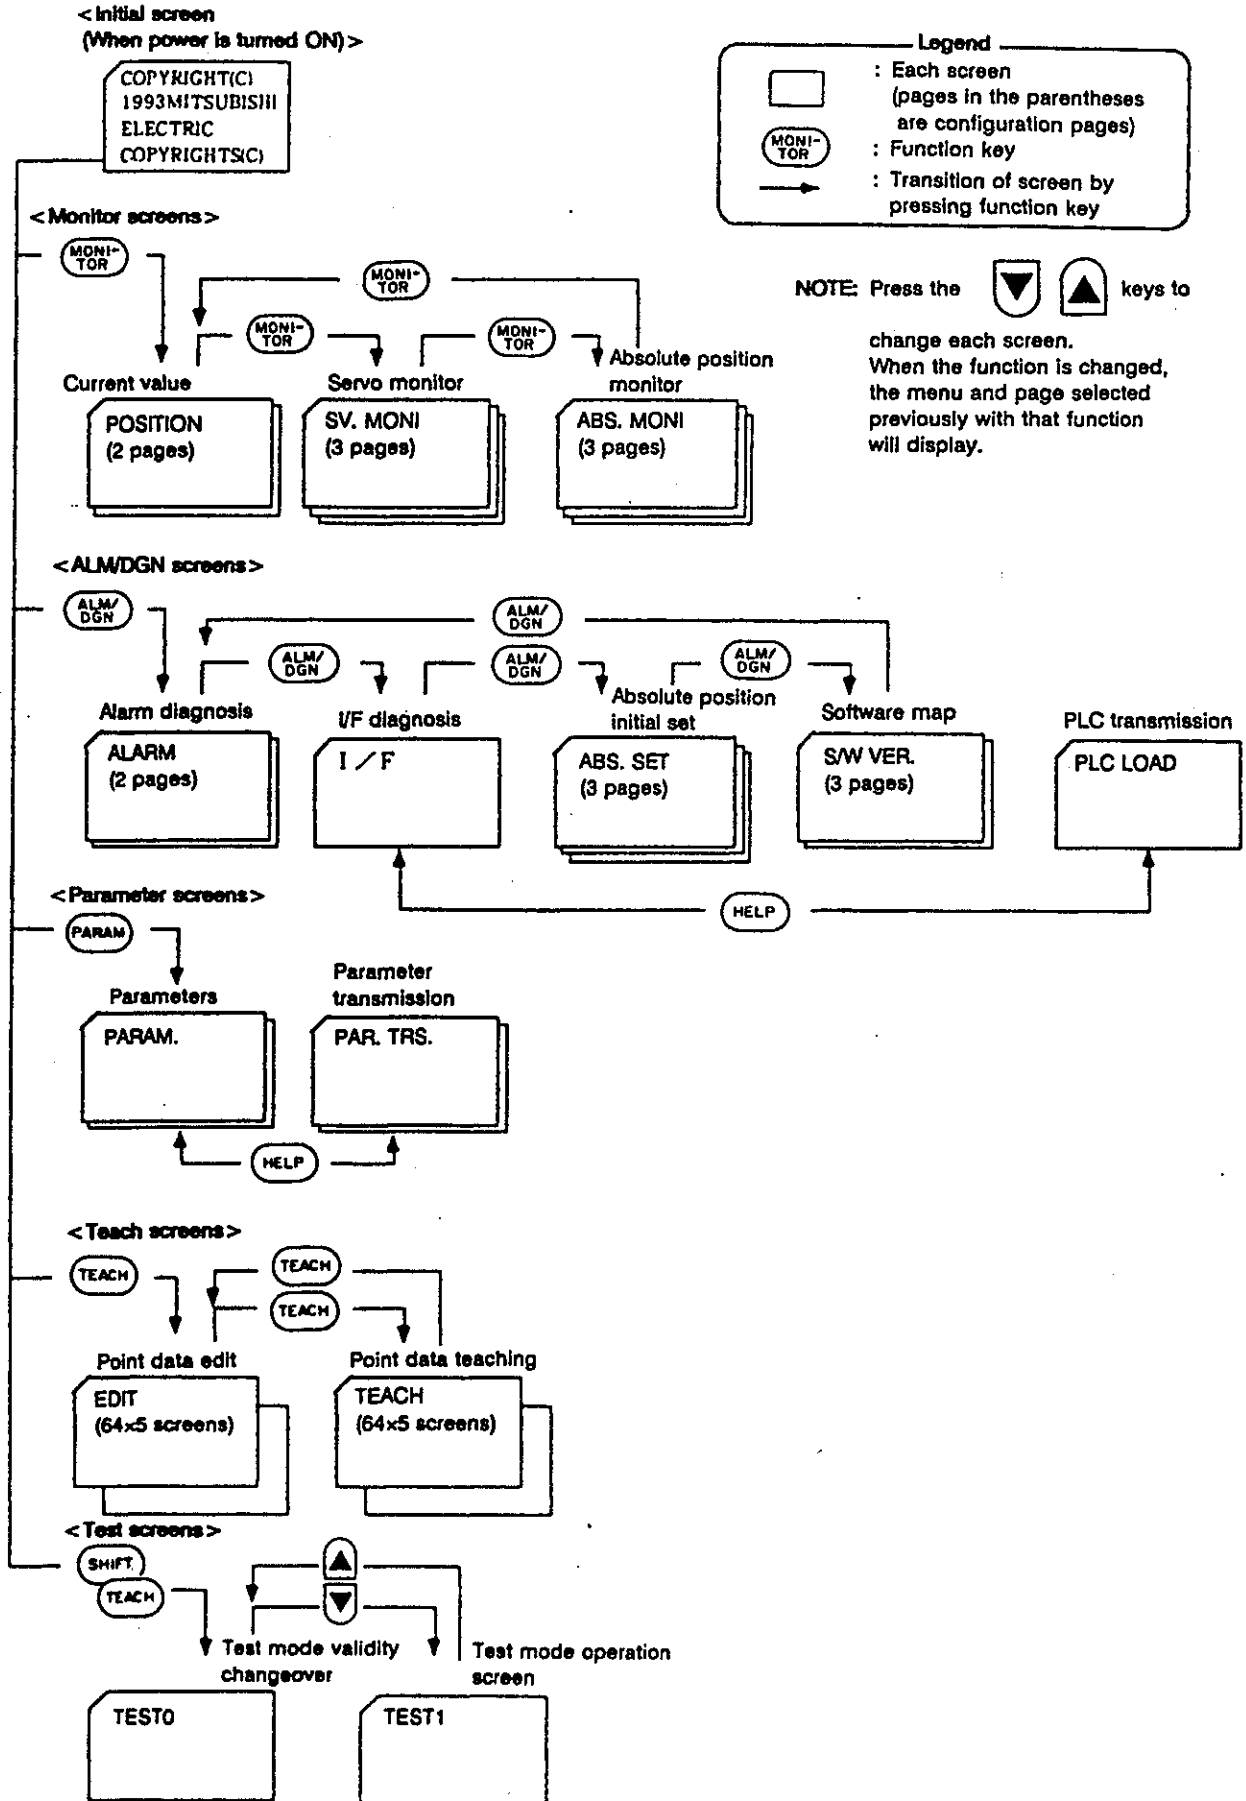 <Initial screen
(When power is turned ON)>
COPYRIGHT(C)
1993MITSUBISHI
ELECTRIC
COPYRIGHTS(C)
Legend
: Each screen
(pages in the parentheses
are configuration pages)
MONI-
TOR
: Function key
: Transition of screen by
pressing function key
<Monitor screens>
MONI-
TOR
MONI-
TOR
MONI-
TOR
MONI-
TOR
NOTE: Press the ▼ ▲ keys to
change each screen.
When the function is changed,
the menu and page selected
previously with that function
will display.
Current value
POSITION
(2 pages)
Servo monitor
SV. MONI
(3 pages)
Absolute position
monitor
ABS. MONI
(3 pages)
<ALM/DGN screens>
ALM/
DGN
ALM/
DGN
ALM/
DGN
ALM/
DGN
ALM/
DGN
Alarm diagnosis
ALARM
(2 pages)
I/F diagnosis
I/F
Absolute position
initial set
ABS. SET
(3 pages)
Software map
S/W VER.
(3 pages)
PLC transmission
PLC LOAD
HELP
<Parameter screens>
PARAM
Parameters
PARAM.
Parameter
transmission
PAR. TRS.
HELP
<Teach screens>
TEACH
TEACH
TEACH
Point data edit
EDIT
(64x5 screens)
Point data teaching
TEACH
(64x5 screens)
<Test screens>
SHIFT
TEACH
▲
▼
Test mode validity
changeover
TEST0
Test mode operation
screen
TEST1